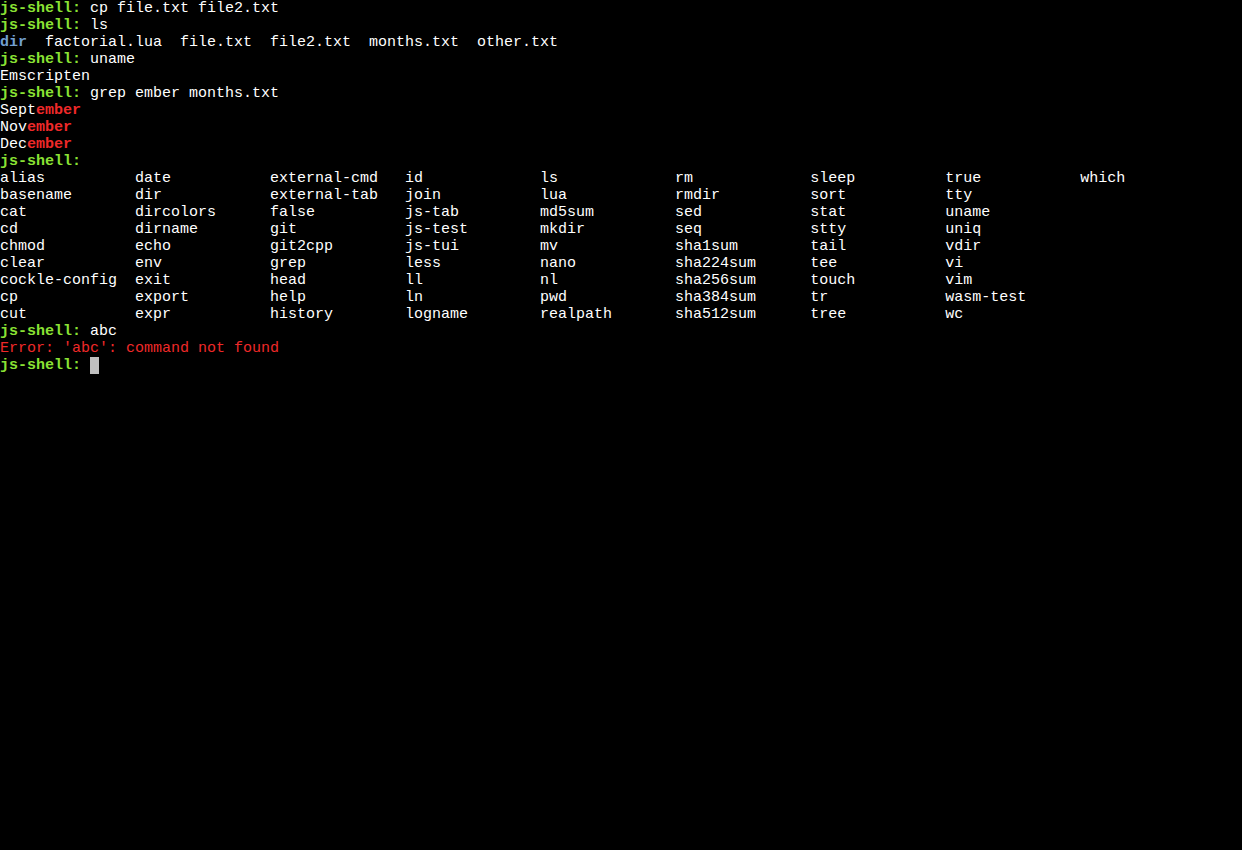 js-shell: cp file.txt file2.txt
js-shell: ls
dir  factorial.lua  file.txt  file2.txt  months.txt  other.txt
js-shell: uname
Emscripten
js-shell: grep ember months.txt
September
November
December
js-shell:
alias          date           external-cmd   id             ls             rm             sleep          true           which
basename       dir            external-tab   join           lua            rmdir          sort           tty
cat            dircolors      false          js-tab         md5sum         sed            stat           uname
cd             dirname        git            js-test        mkdir          seq            stty           uniq
chmod          echo           git2cpp        js-tui         mv             sha1sum        tail           vdir
clear          env            grep           less           nano           sha224sum      tee            vi
cockle-config  exit           head           ll             nl             sha256sum      touch          vim
cp             export         help           ln             pwd            sha384sum      tr             wasm-test
cut            expr           history        logname        realpath       sha512sum      tree           wc
js-shell: abc
Error: 'abc': command not found
js-shell: